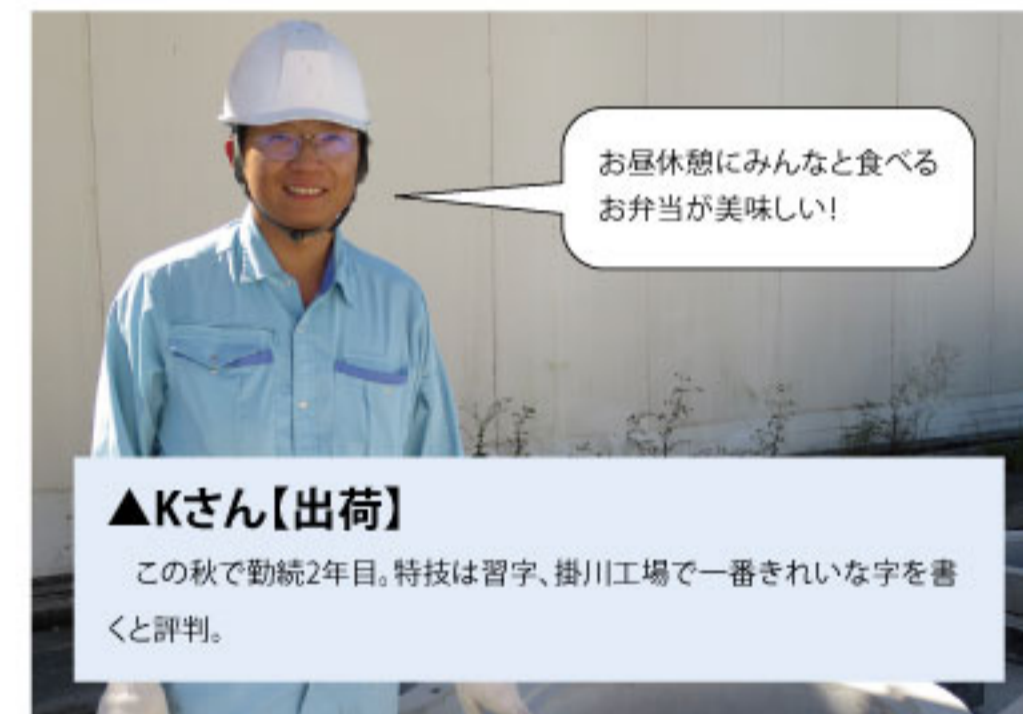 お昼休憩にみんなと食べる
お弁当が美味しい！
▲Kさん【出荷】
この秋で勤続2年目。特技は習字、掛川工場で一番きれいな字を書
くと評判。